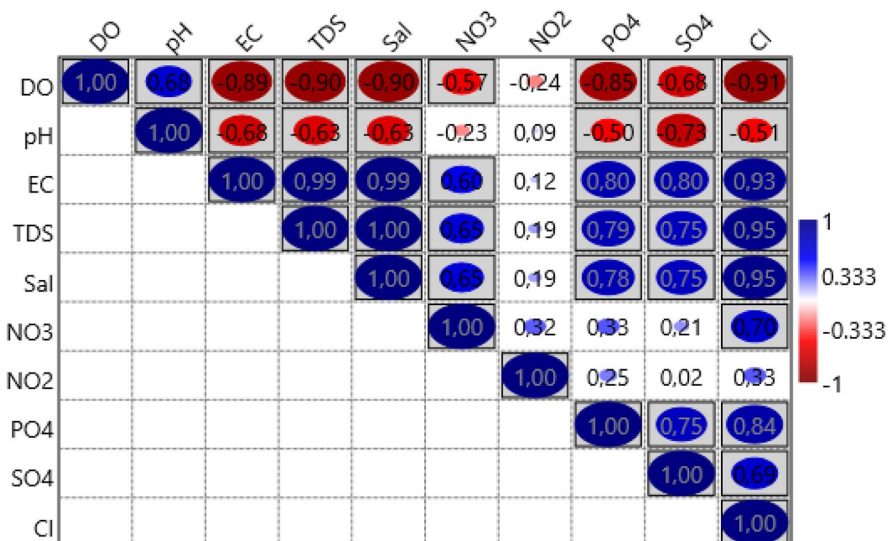 DO pH EC TDS Sal NO3 NO2 PO4 SO4 Cl
DO 1,00 0,68 -0,89 -0,90 -0,90 -0,57 -0,24 -0,85 -0,68 -0,91
pH 1,00 -0,68 -0,63 -0,63 -0,23 0,09 -0,50 -0,73 -0,51
EC 1,00 0,99 0,99 0,60 0,12 0,80 0,80 0,93
TDS 1,00 1,00 0,65 0,19 0,79 0,75 0,95
Sal 1,00 0,65 0,19 0,78 0,75 0,95
NO3 1,00 0,32 0,33 0,21 0,70
NO2 1,00 0,25 0,02 0,33
PO4 1,00 0,75 0,84
SO4 1,00 0,69
Cl 1,00
1
0.333
-0.333
-1